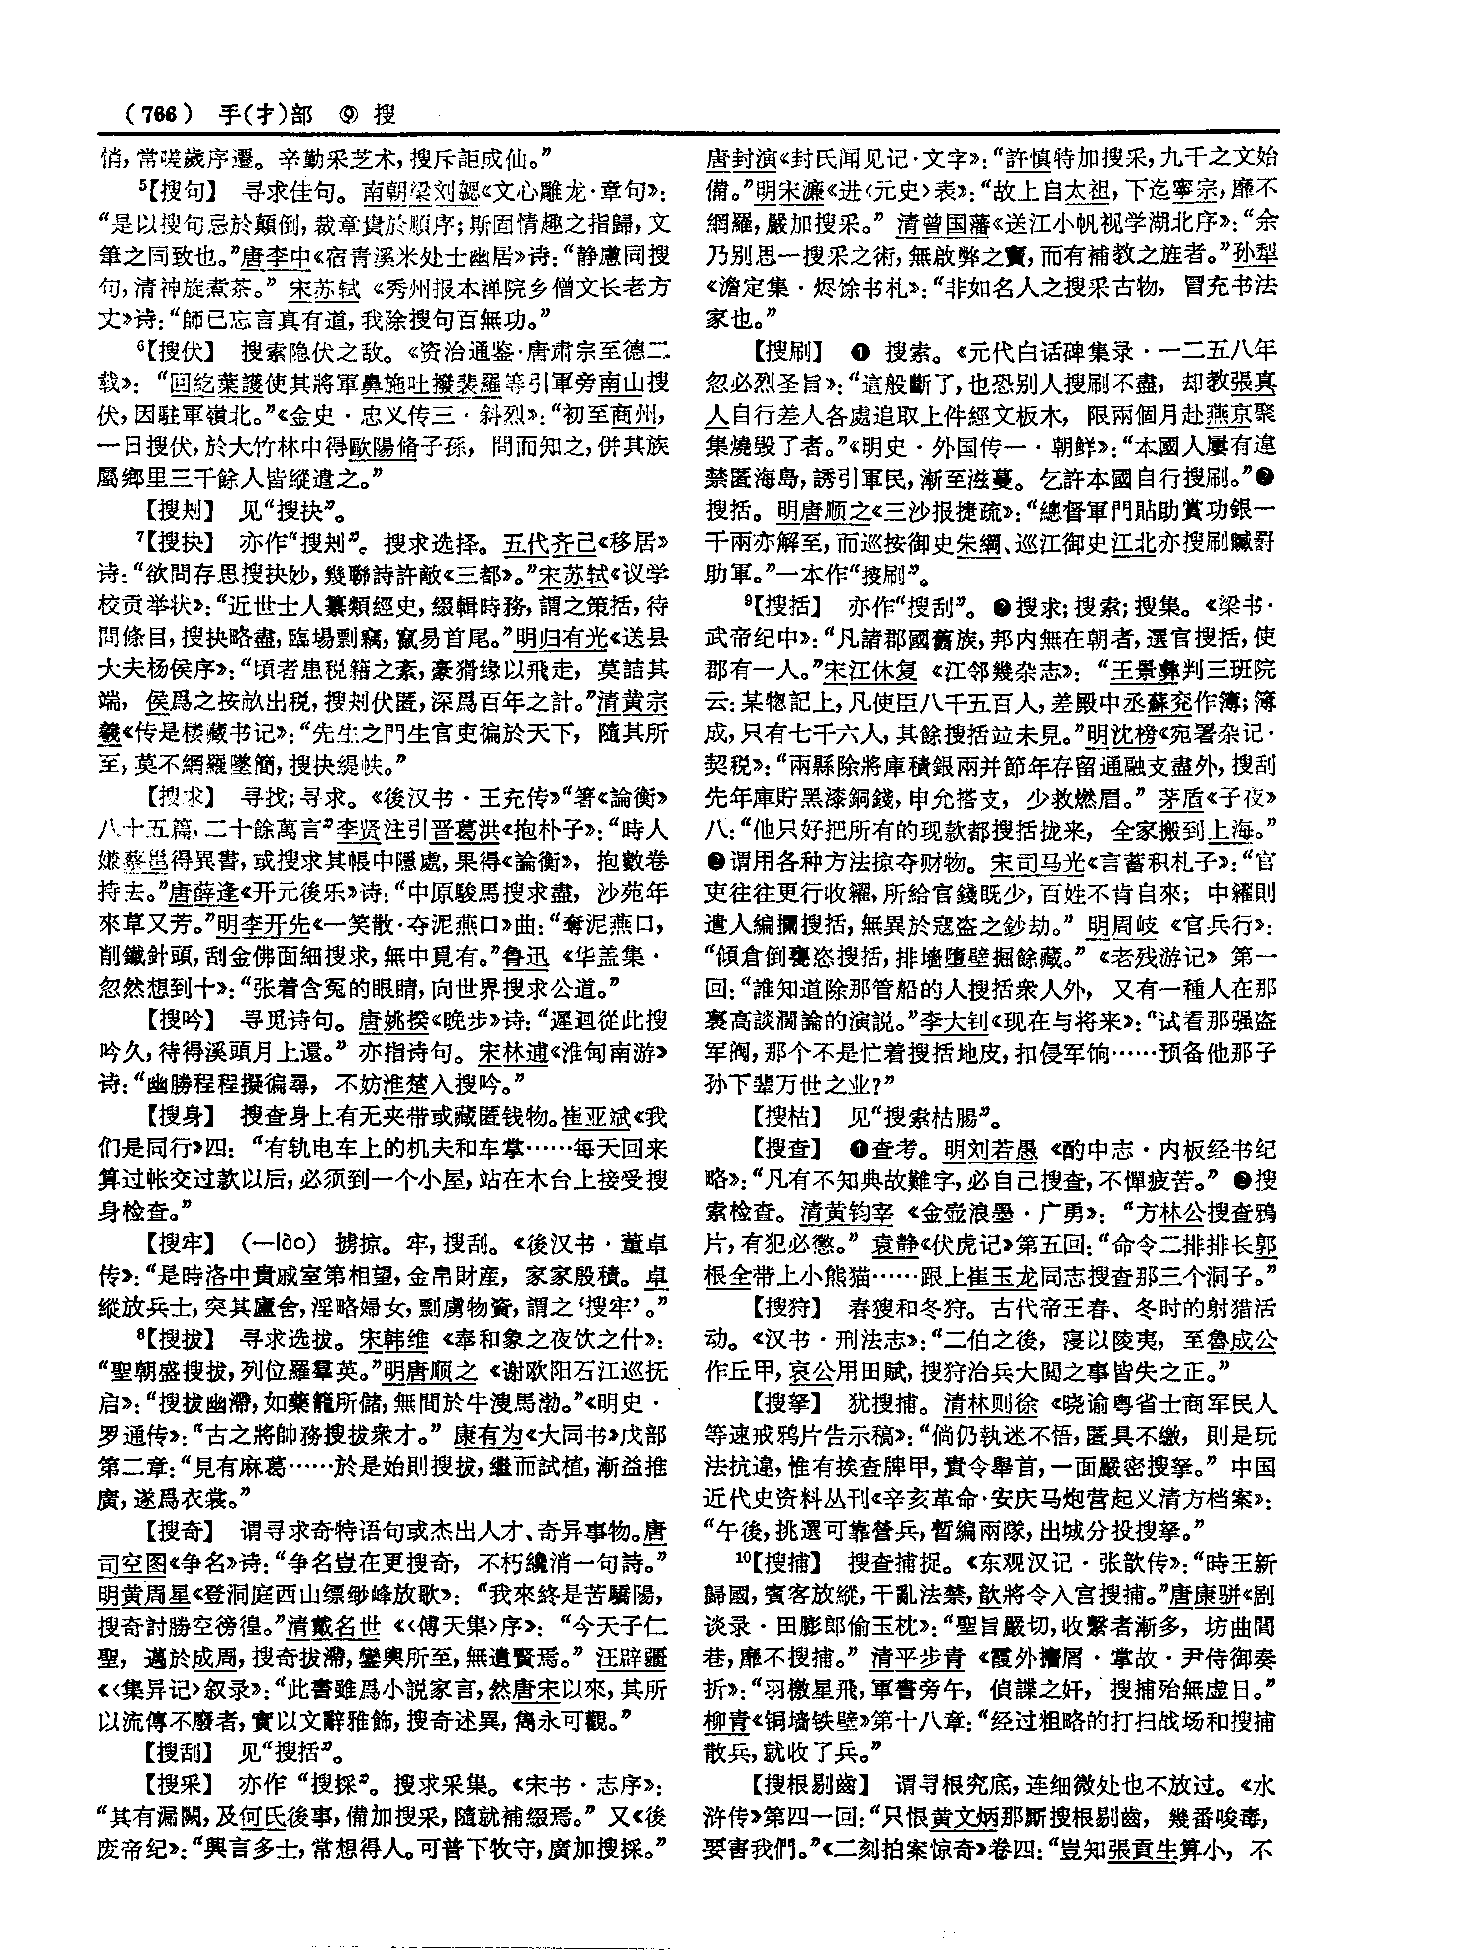 (766) 手(扌)部 ⑨ 搜
悄，常嗟歲序遷。辛勤采芝术，搜斥詎成仙。”
⁵【搜句】 寻求佳句。南朝梁刘勰《文心雕龙·章句》：
“是以搜句忌於顛倒，裁章貴於順序；斯固情趣之指歸，文
筆之同致也。”唐李中《宿青溪米处士幽居》诗：“静慮同搜
句，清神旋煮茶。” 宋苏轼《秀州报本禅院乡僧文长老方
丈》诗：“師已忘言真有道，我除搜句百無功。”
⁶【搜伏】 搜索隐伏之敌。《资治通鉴·唐肃宗至德二
载》：“回紇葉護使其將軍鼻施吐撥裴羅等引軍旁南山搜
伏，因駐軍嶺北。”《金史·忠义传三·斜烈》：“初至商州，
一日搜伏，於大竹林中得歐陽脩子孫， 問而知之，併其族
屬鄉里三千餘人皆縱遣之。”
【搜剔】 见“搜抉”。
⁷【搜抉】 亦作“搜剔”。搜求选择。五代齐己《移居》
诗：“欲問存思搜抉妙，幾聯詩許敵《三都》。”宋苏轼《议学
校贡举状》：“近世士人纂類經史，綴輯時務，謂之策括，待
問條目，搜抉略盡，臨場剽竊，竄易首尾。”明归有光《送县
大夫杨侯序》：“頃者患税籍之紊，豪猾缘以飛走， 莫詰其
端， 侯爲之按畝出税，搜剔伏匿，深爲百年之計。”清黄宗
羲《传是楼藏书记》：“先生之門生官吏徧於天下， 隨其所
至，莫不網羅墜簡，搜抉缇帙。”
【搜求】 寻找；寻求。《後汉书·王充传》“箸《論衡》
八十五篇，二十餘萬言”李贤注引晋葛洪《抱朴子》：“時人
嫌蔡邕得異書，或搜求其帳中隱處，果得《論衡》， 抱數卷
持去。”唐薛逢《开元後乐》诗：“中原駿馬搜求盡， 沙苑年
來草又芳。”明李开先《一笑散·夺泥燕口》曲：“奪泥燕口，
削鐵針頭，刮金佛面細搜求，無中覓有。”鲁迅《华盖集·
忽然想到十》：“张着含冤的眼睛，向世界搜求公道。”
【搜吟】 寻觅诗句。唐姚揆《晚步》诗：“遲迴從此搜
吟久，待得溪頭月上還。” 亦指诗句。宋林逋《淮甸南游》
诗：“幽勝程程擬徧尋， 不妨淮楚入搜吟。”
【搜身】 搜查身上有无夹带或藏匿钱物。崔亚斌《我
们是同行》四：“有轨电车上的机夫和车掌……每天回来
算过帐交过款以后，必须到一个小屋，站在木台上接受搜
身检查。”
【搜牢】 (—lào) 掳掠。牢，搜刮。《後汉书·董卓
传》：“是時洛中貴戚室第相望，金帛財産， 家家殷積。卓
縱放兵士，突其廬舍，淫略婦女，剽虜物資，謂之‘搜牢’。”
⁸【搜拔】 寻求选拔。宋韩维《奉和象之夜饮之什》：
“聖朝盛搜拔，列位羅羣英。”明唐顺之《谢欧阳石江巡抚
启》：“搜拔幽滯，如藥籠所儲，無間於牛溲馬渤。”《明史·
罗通传》：“古之將帥務搜拔衆才。”康有为《大同书》戊部
第二章：“見有麻葛……於是始則搜拔，繼而試植，漸益推
廣，遂爲衣裳。”
【搜奇】 谓寻求奇特语句或杰出人才、奇异事物。唐
司空图《争名》诗：“争名豈在更搜奇， 不朽纔消一句詩。”
明黄周星《登洞庭西山缥缈峰放歌》：“我來終是苦驕陽，
搜奇討勝空徬徨。”清戴名世《〈傳天集〉序》：“今天子仁
聖， 邁於成周，搜奇拔滯，鑾輿所至，無遺賢焉。” 汪辟疆
《〈集异记〉叙录》：“此書雖爲小說家言，然唐宋以來，其所
以流傳不廢者，實以文辭雅飾，搜奇述異，雋永可觀。”
【搜刮】 见“搜括”。
【搜采】 亦作“搜採”。搜求采集。《宋书·志序》：
“其有漏闕，及何氏後事，備加搜采，隨就補綴焉。” 又《後
废帝纪》：“興言多士，常想得人。可普下牧守，廣加搜採。”
唐封演《封氏闻见记·文字》：“許慎特加搜采，九千之文始
備。”明宋濂《进〈元史〉表》：“故上自太祖，下迄寧宗，靡不
網羅，嚴加搜采。” 清曾国藩《送江小帆视学湖北序》：“余
乃别思一搜采之術，無啟弊之竇，而有補教之旌者。”孙犁
《澹定集·烬馀书札》：“非如名人之搜采古物， 冒充书法
家也。”
【搜刷】 ❶ 搜索。《元代白话碑集录·一二五八年
忽必烈圣旨》：“這般斷了，也恐别人搜刷不盡， 却教張真
人自行差人各處追取上件經文板木， 限兩個月赴燕京聚
集燒毁了者。”《明史·外国传一·朝鲜》：“本國人屢有違
禁匿海島，誘引軍民，漸至滋蔓。 乞許本國自行搜刷。”❷
搜括。明唐顺之《三沙报捷疏》：“總督軍門貼助賞功銀一
千兩亦解至，而巡按御史朱綱、巡江御史江北亦搜刷贓罸
助軍。”一本作“披刷”。
⁹【搜括】 亦作“搜刮”。❶搜求；搜索；搜集。《梁书·
武帝纪中》：“凡諸郡國舊族，邦内無在朝者，選官搜括，使
郡有一人。”宋江休复《江邻幾杂志》：“王景彝判三班院
云：某惚記上，凡使臣八千五百人，差殿中丞蘇兖作簿；簿
成，只有七千六人，其餘搜括竝未見。”明沈榜《宛署杂记·
契税》：“兩縣除將庫積銀兩并節年存留通融支盡外，搜刮
先年庫貯黑漆銅錢，申允搭支， 少救燃眉。” 茅盾《子夜》
八：“他只好把所有的现款都搜括拢来， 全家搬到上海。”
❷谓用各种方法掠夺财物。宋司马光《言蓄积札子》：“官
吏往往更行收糴，所給官錢既少，百姓不肯自來； 中糴則
遣人編攔搜括，無異於寇盗之鈔劫。” 明周岐《官兵行》：
“傾倉倒甕恣搜括，排墻墮壁掘餘藏。”《老残游记》第一
回：“誰知道除那管船的人搜括衆人外， 又有一種人在那
裏高談濶論的演説。”李大钊《现在与将来》：“试看那强盗
军阀，那个不是忙着搜括地皮，扣侵军饷……预备他那子
孙下辈万世之业？”
【搜枯】 见“搜索枯腸”。
【搜查】 ❶查考。明刘若愚《酌中志·内板经书纪
略》：“凡有不知典故難字，必自己搜查，不憚疲苦。” ❷搜
索检查。清黄钧宰《金壶浪墨·广勇》：“方林公搜查鸦
片，有犯必懲。” 袁静《伏虎记》第五回：“命令二排排长郭
根全带上小熊猫……跟上崔玉龙同志搜查那三个洞子。”
【搜狩】 春搜和冬狩。古代帝王春、冬时的射猎活
动。《汉书·刑法志》：“二伯之後， 寖以陵夷， 至魯成公
作丘甲，哀公用田賦，搜狩治兵大閲之事皆失之正。”
【搜拏】 犹搜捕。清林则徐《晓谕粤省士商军民人
等速戒鸦片告示稿》：“倘仍執迷不悟，匿具不繳， 則是玩
法抗違，惟有挨查牌甲，責令舉首，一面嚴密搜拏。” 中国
近代史资料丛刊《辛亥革命·安庆马炮营起义清方档案》：
“午後，挑選可靠營兵，暫編兩隊，出城分投搜拏。”
¹⁰【搜捕】 搜查捕捉。《东观汉记·张歆传》：“時王新
歸國，賓客放縱，干亂法禁，歆將令入宫搜捕。”唐康骈《剧
谈录·田膨郎偷玉枕》：“聖旨嚴切，收繫者漸多， 坊曲閭
巷，靡不搜捕。” 清平步青《霞外攟屑·掌故·尹侍御奏
折》：“羽檄星飛，軍書旁午， 偵諜之奸， 搜捕殆無虚日。”
柳青《铜墙铁壁》第十八章：“经过粗略的打扫战场和搜捕
散兵，就收了兵。”
【搜根剔齒】 谓寻根究底，连细微处也不放过。《水
浒传》第四一回：“只恨黄文炳那厮搜根剔齒， 幾番唆毒，
要害我們。”《二刻拍案惊奇》卷四：“豈知張貢生算小， 不